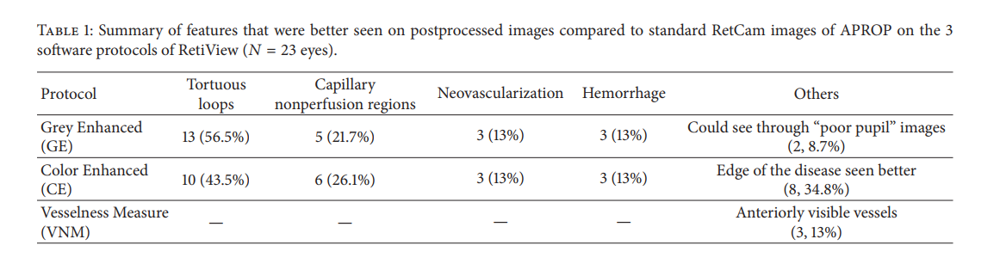 TABLE 1: Summary of features that were better seen on postprocessed images compared to standard RetCam images of APROP on the 3
software protocols of RetiView (N = 23 eyes).
Protocol Tortuous loops Capillary nonperfusion regions Neovascularization Hemorrhage Others
Grey Enhanced (GE) 13 (56.5%) 5 (21.7%) 3 (13%) 3 (13%) Could see through “poor pupil” images (2, 8.7%)
Color Enhanced (CE) 10 (43.5%) 6 (26.1%) 3 (13%) 3 (13%) Edge of the disease seen better (8, 34.8%)
Vesselness Measure (VNM) — — — — Anteriorly visible vessels (3, 13%)